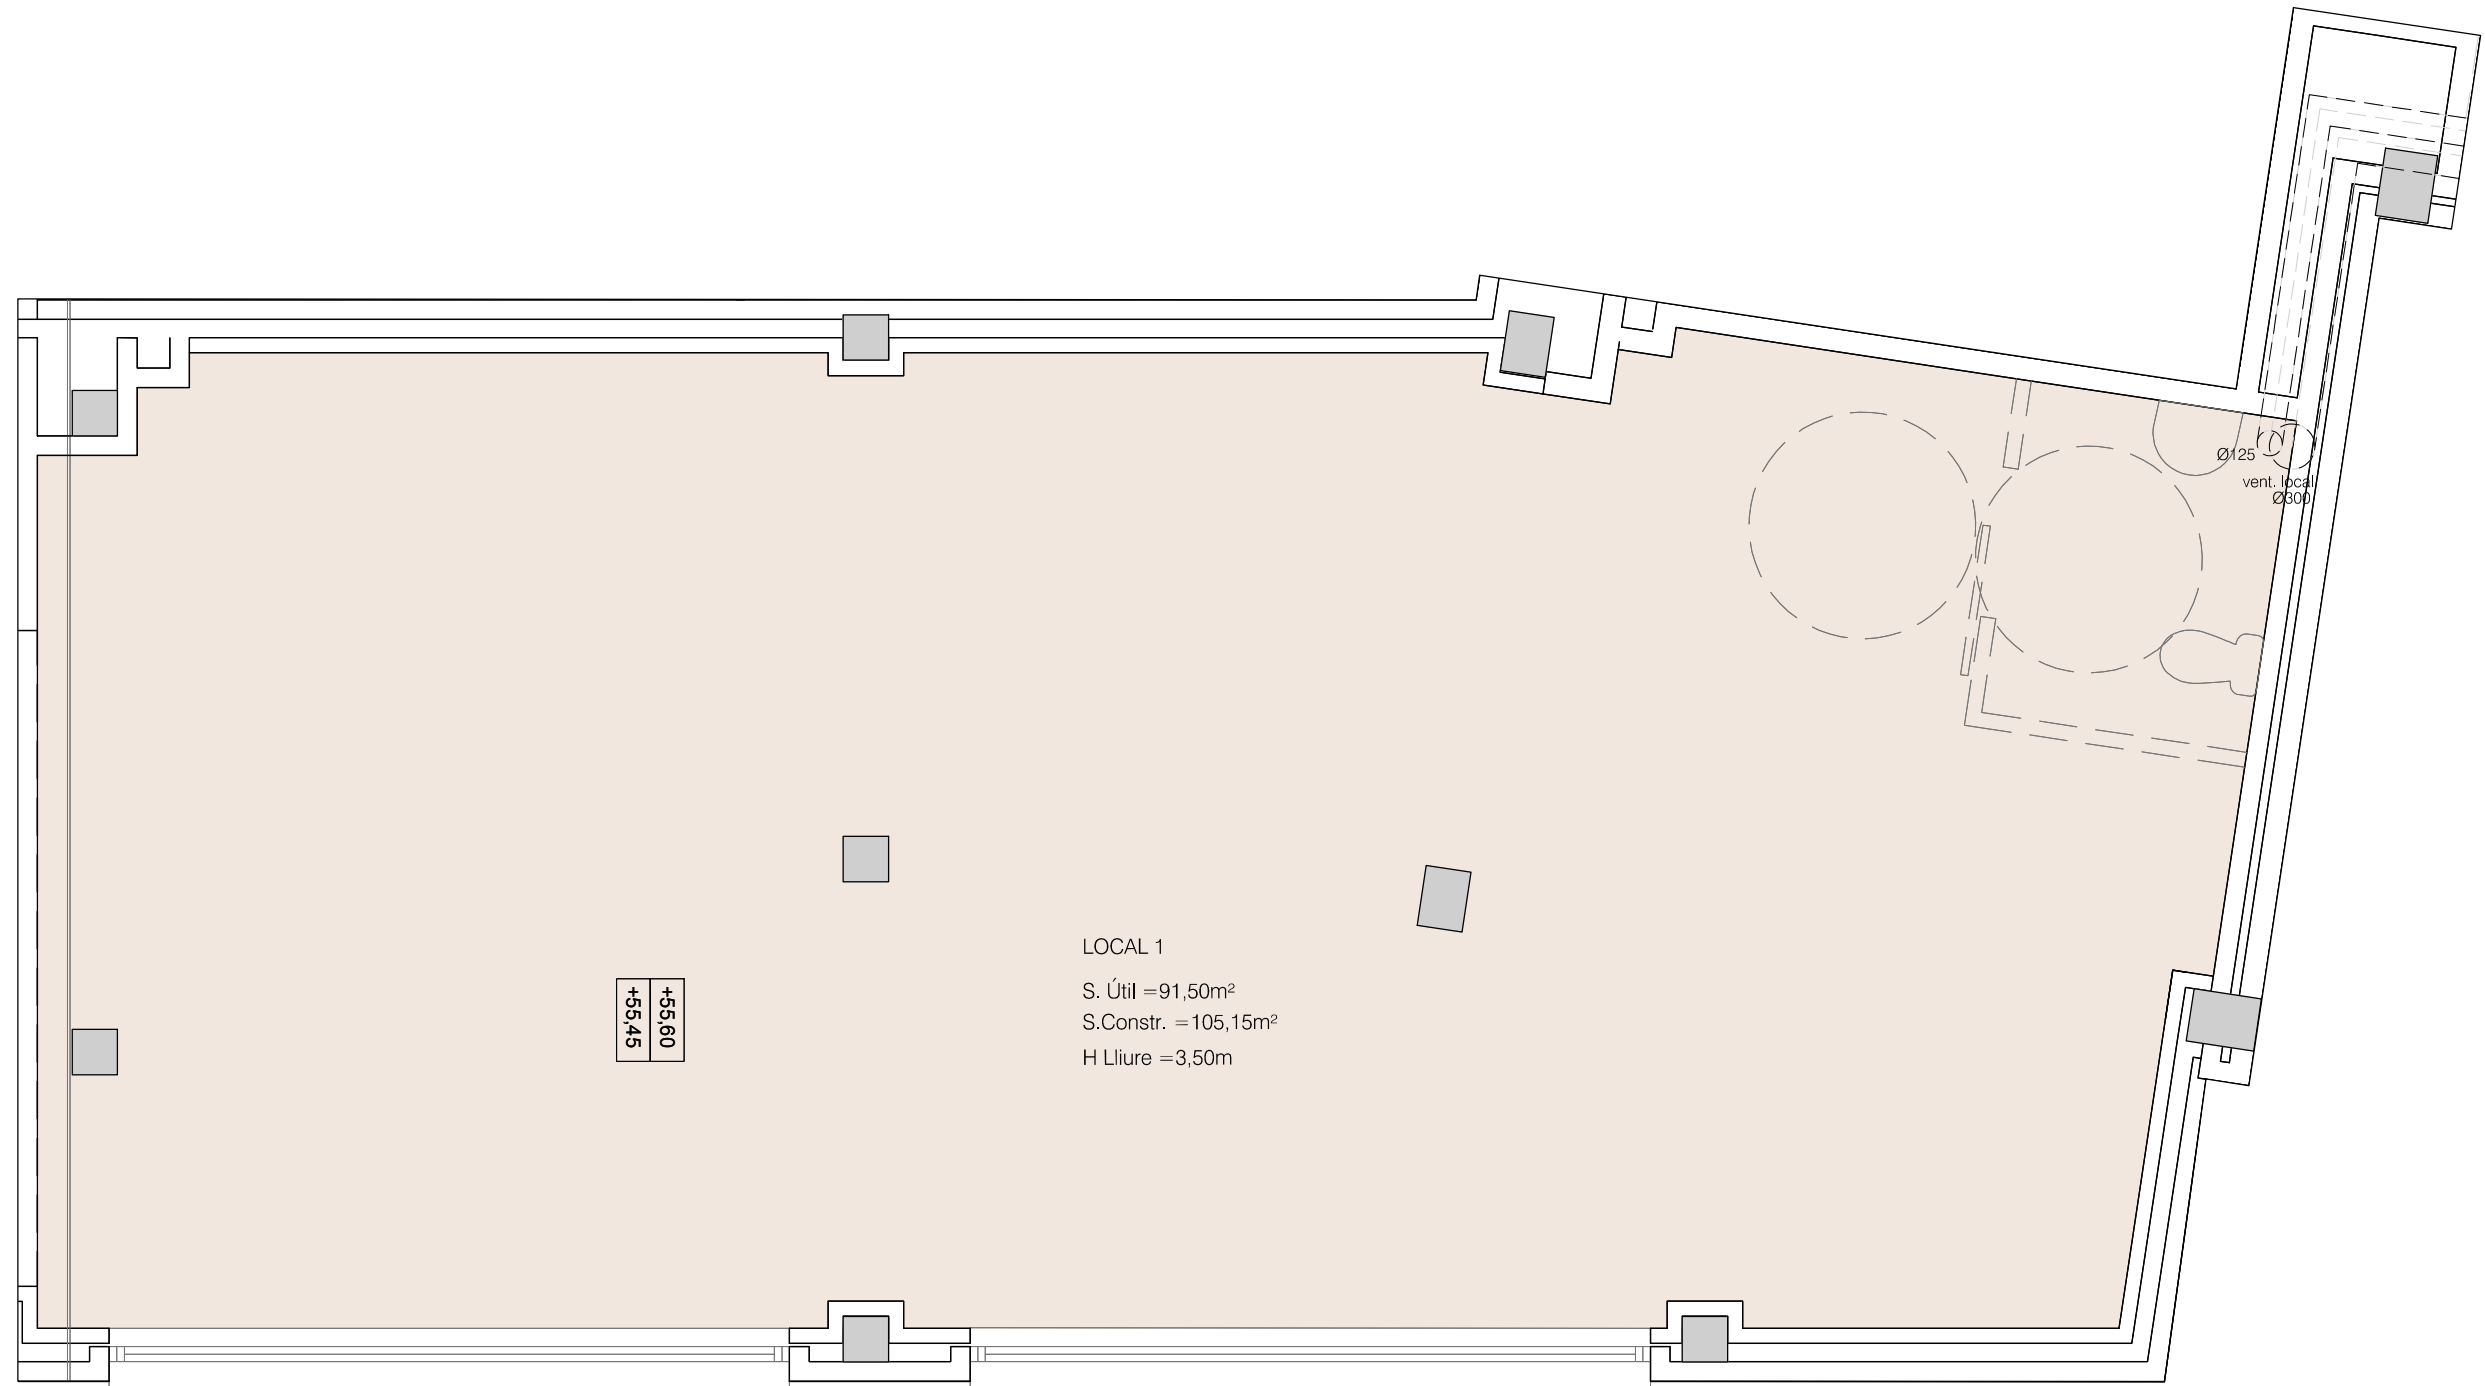 Ø125
vent. local
Ø300
LOCAL 1
S. Útil =91,50m²
S.Constr. =105,15m²
H Lliure =3,50m
+55,60
+55,45